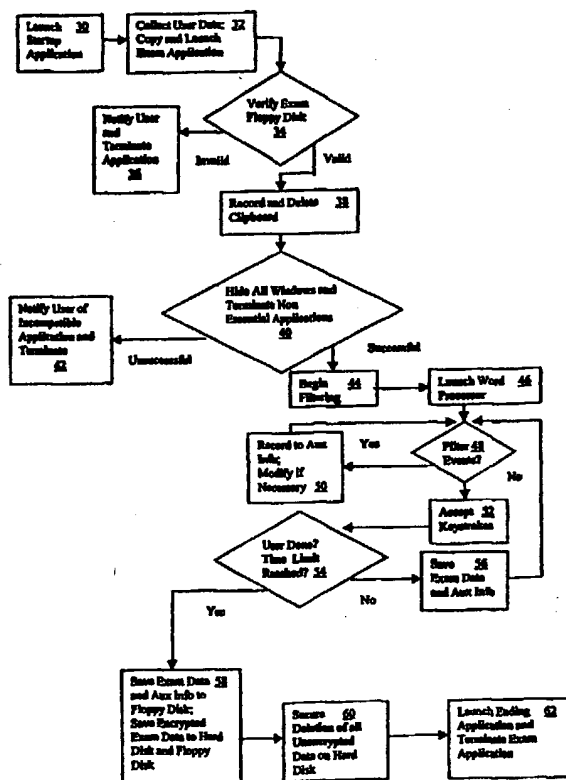 Launch 30
Startup
Application
Collect User Data; 32
Copy and Launch
Exam Application
Verify Exam
Floppy Disk
34
Notify User
and
Terminate
Application
36
Invalid
Valid
Record and Delete 38
Clipboard
Hide All Windows and
Terminate Non
Essential Applications
40
Notify User of
Incompatible
Application and
Terminate
42
Unsuccessful
Successful
Begin 44
Filtering
Launch Word 46
Processor
Record to Aux
Info;
Modify if
Necessary 50
Yes
Filter 48
Events?
No
Accept 52
Keystrokes
User Done?
Time Limit
Reached? 54
Save 56
Exam Data
and Aux Info
Yes
No
Save Exam Data 58
and Aux Info to
Floppy Disk;
Save Encrypted
Exam Data to Hard
Disk and Floppy
Disk
Secure 60
Deletion of all
Unencrypted
Data on Hard
Disk
Launch Ending 62
Application and
Terminate Exam
Application